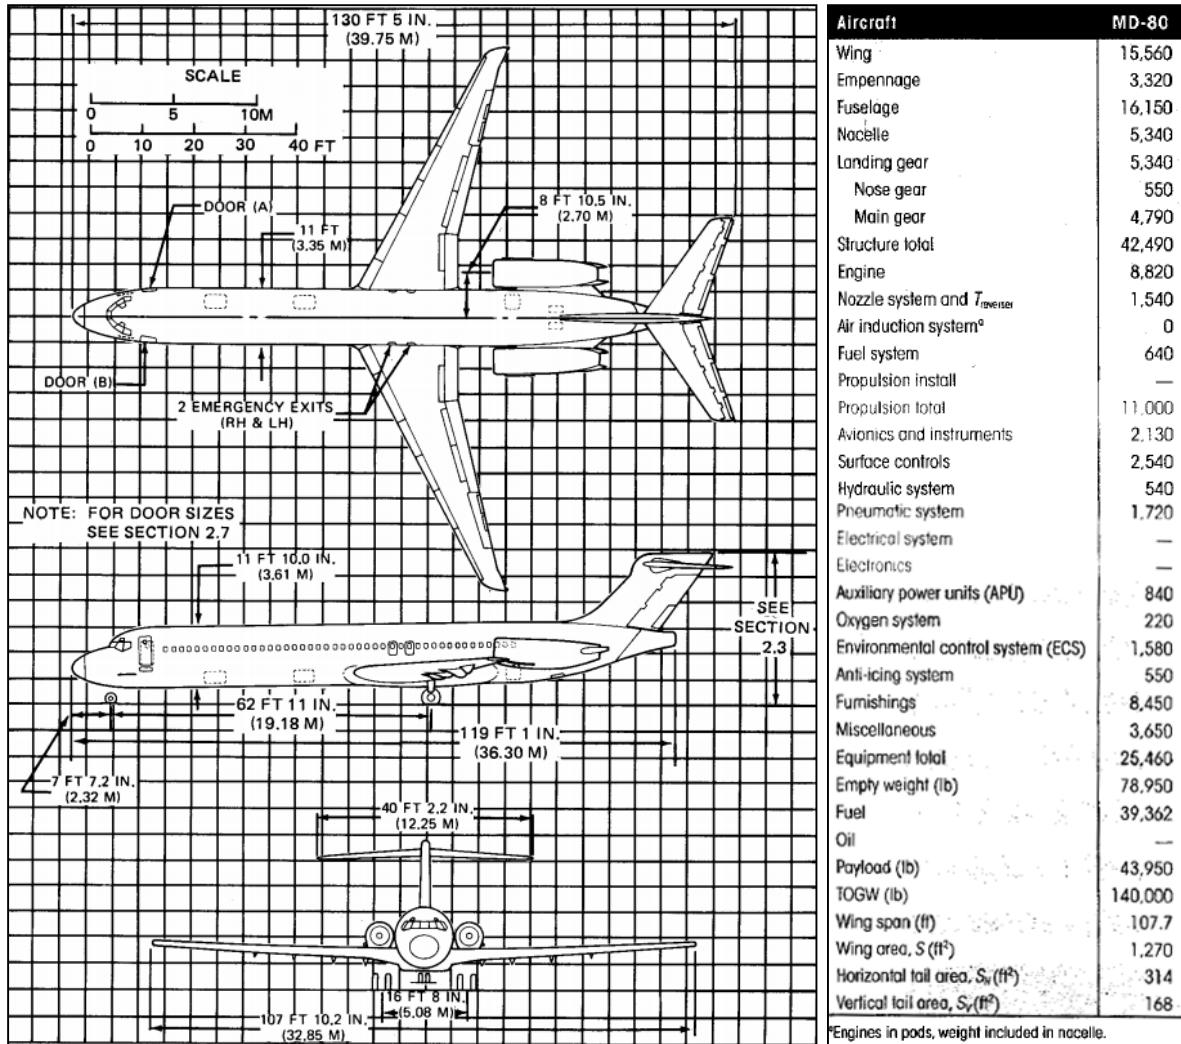 130 FT 5 IN.
(39.75 M)
SCALE
0 5 10M
0 10 20 30 40 FT
DOOR (A)
11 FT
(3.35 M)
8 FT 10.5 IN.
(2.70 M)
DOOR (B)
2 EMERGENCY EXITS
(RH & LH)
NOTE: FOR DOOR SIZES
SEE SECTION 2.7
11 FT 10.0 IN.
(3.61 M)
SEE
SECTION
2.3
62 FT 11 IN.
(19.18 M)
119 FT 1 IN.
(36.30 M)
7 FT 7.2 IN.
(2.32 M)
40 FT 2.2 IN.
(12.25 M)
16 FT 8 IN.
(5.08 M)
107 FT 10.2 IN.
(32.85 M)
Aircraft MD-80
Wing 15,560
Empennage 3,320
Fuselage 16,150
Nacelle 5,340
Landing gear 5,340
Nose gear 550
Main gear 4,790
Structure total 42,490
Engine 8,820
Nozzle system and T reverser 1,540
Air induction systemᵃ 0
Fuel system 640
Propulsion install —
Propulsion total 11,000
Avionics and instruments 2,130
Surface controls 2,540
Hydraulic system 540
Pneumatic system 1,720
Electrical system —
Electronics —
Auxiliary power units (APU) 840
Oxygen system 220
Environmental control system (ECS) 1,580
Anti-icing system 550
Furnishings 8,450
Miscellaneous 3,650
Equipment total 25,460
Empty weight (lb) 78,950
Fuel 39,362
Oil —
Payload (lb) 43,950
TOGW (lb) 140,000
Wing span (ft) 107.7
Wing area, S (ft²) 1,270
Horizontal tail area, S_H (ft²) 314
Vertical tail area, S_V (ft²) 168
ᵃEngines in pods, weight included in nacelle.